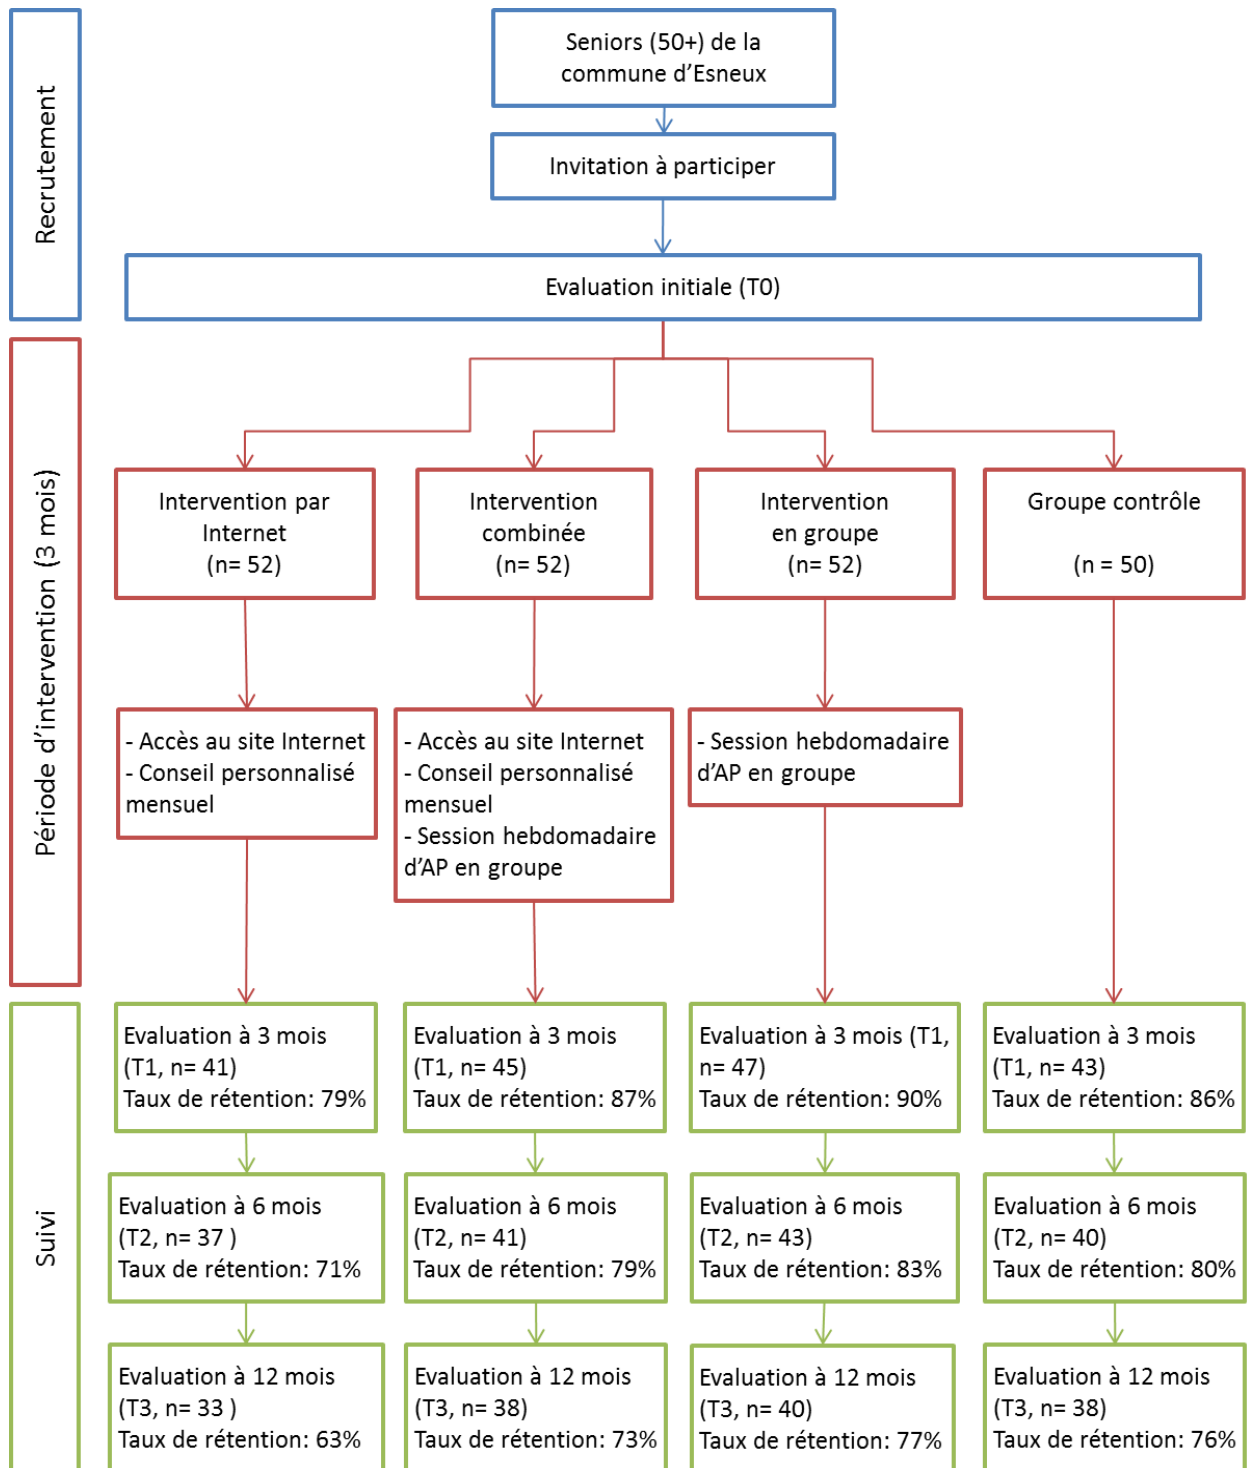 Recrutement
Seniors (50+) de la
commune d’Esneux
Invitation à participer
Evaluation initiale (T0)
Période d’intervention (3 mois)
Intervention par
Internet
(n= 52)
Intervention
combinée
(n= 52)
Intervention
en groupe
(n= 52)
Groupe contrôle
(n = 50)
- Accès au site Internet
- Conseil personnalisé
mensuel
- Accès au site Internet
- Conseil personnalisé
mensuel
- Session hebdomadaire
d’AP en groupe
- Session hebdomadaire
d’AP en groupe
Suivi
Evaluation à 3 mois
(T1, n= 41)
Taux de rétention: 79%
Evaluation à 3 mois
(T1, n= 45)
Taux de rétention: 87%
Evaluation à 3 mois (T1,
n= 47)
Taux de rétention: 90%
Evaluation à 3 mois
(T1, n= 43)
Taux de rétention: 86%
Evaluation à 6 mois
(T2, n= 37 )
Taux de rétention: 71%
Evaluation à 6 mois
(T2, n= 41)
Taux de rétention: 79%
Evaluation à 6 mois
(T2, n= 43)
Taux de rétention: 83%
Evaluation à 6 mois
(T2, n= 40)
Taux de rétention: 80%
Evaluation à 12 mois
(T3, n= 33 )
Taux de rétention: 63%
Evaluation à 12 mois
(T3, n= 38)
Taux de rétention: 73%
Evaluation à 12 mois
(T3, n= 40)
Taux de rétention: 77%
Evaluation à 12 mois
(T3, n= 38)
Taux de rétention: 76%